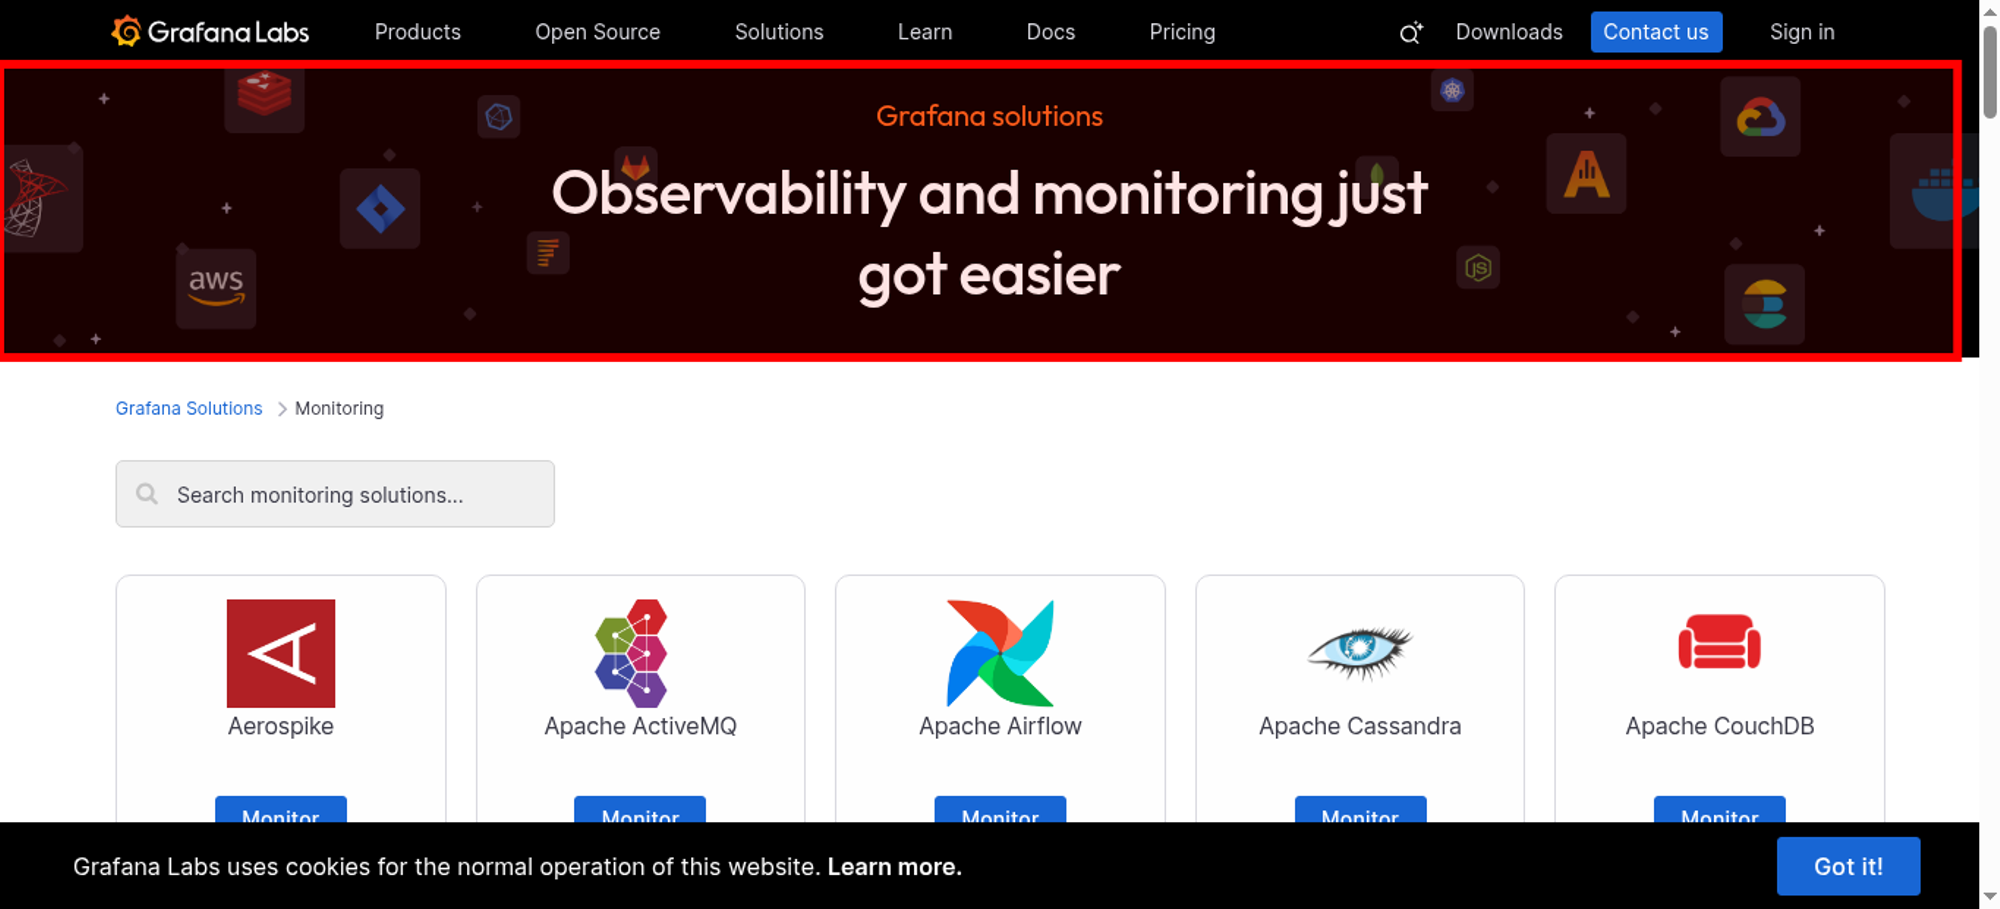 Grafana Labs
Products
Open Source
Solutions
Learn
Docs
Pricing
Downloads
Contact us
Sign in
Grafana solutions
Observability and monitoring just
got easier
aws
JS
Grafana Solutions
Monitoring
Search monitoring solutions...
Aerospike
Apache ActiveMQ
Apache Airflow
Apache Cassandra
Apache CouchDB
Monitor
Monitor
Monitor
Monitor
Monitor
Grafana Labs uses cookies for the normal operation of this website. Learn more.
Got it!